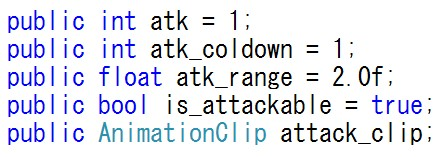 public int atk = 1;
public int atk_coldown = 1;
public float atk_range = 2.0f;
public bool is_attackable = true;
public AnimationClip attack_clip;